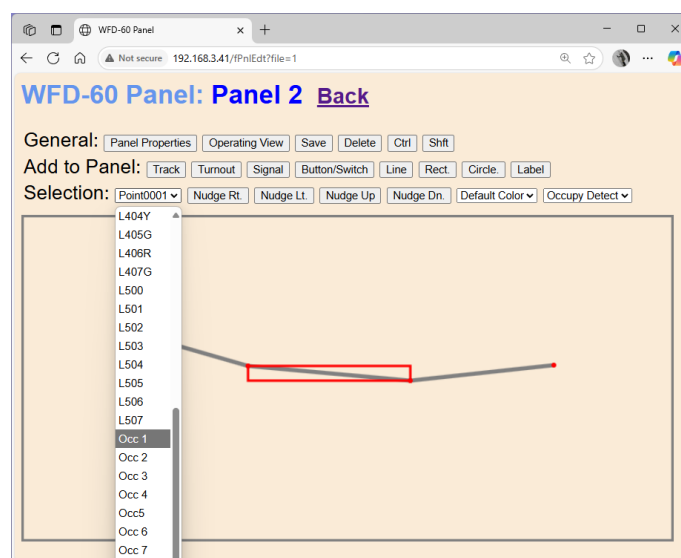 WFD-60 Panel
Not secure 192.168.3.41/fPnlEdt?file=1
WFD-60 Panel: Panel 2 Back
General: Panel Properties Operating View Save Delete Ctrl Shft
Add to Panel: Track Turnout Signal Button/Switch Line Rect. Circle. Label
Selection: Point0001 Nudge Rt. Nudge Lt. Nudge Up Nudge Dn. Default Color Occupy Detect
L404Y
L405G
L406R
L407G
L500
L501
L502
L503
L504
L505
L506
L507
Occ 1
Occ 2
Occ 3
Occ 4
Occ5
Occ 6
Occ 7